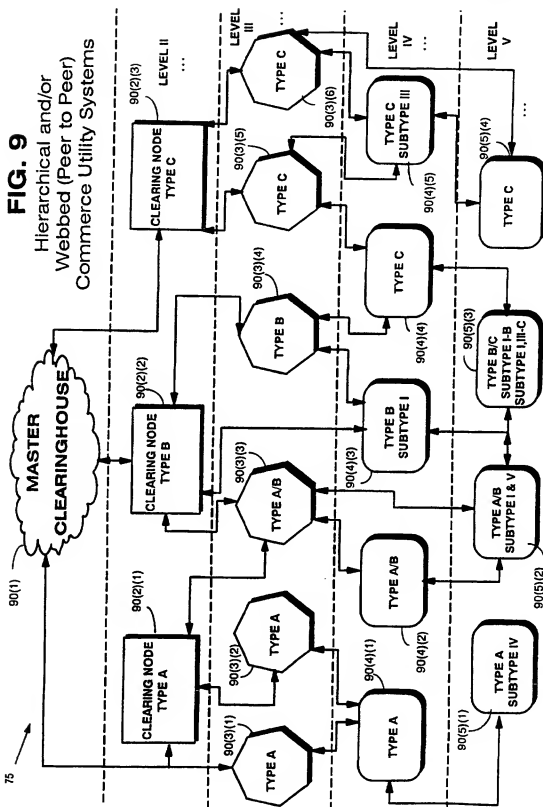 FIG. 9
Hierarchical and/or
Webbed (Peer to Peer)
Commerce Utility Systems
75
90(1)
MASTER
CLEARINGHOUSE
90(2)(1)
CLEARING NODE
TYPE A
90(2)(2)
CLEARING NODE
TYPE B
90(2)(3)
CLEARING NODE
TYPE C
LEVEL II
...
LEVEL
III
...
90(3)(1)
TYPE A
90(3)(2)
TYPE A
90(3)(3)
TYPE A/B
90(3)(4)
TYPE B
90(3)(5)
TYPE C
90(3)(6)
TYPE C
LEVEL
IV
...
90(4)(1)
TYPE A
90(4)(2)
TYPE A/B
90(4)(3)
TYPE B
SUBTYPE I
90(4)(4)
TYPE C
90(4)(5)
TYPE C
SUBTYPE III
LEVEL V
...
90(5)(1)
TYPE A
SUBTYPE IV
90(5)(2)
TYPE A/B
SUBTYPE I & V
90(5)(3)
TYPE B/C
SUBTYPE I-B
SUBTYPE I,III-C
90(5)(4)
TYPE C